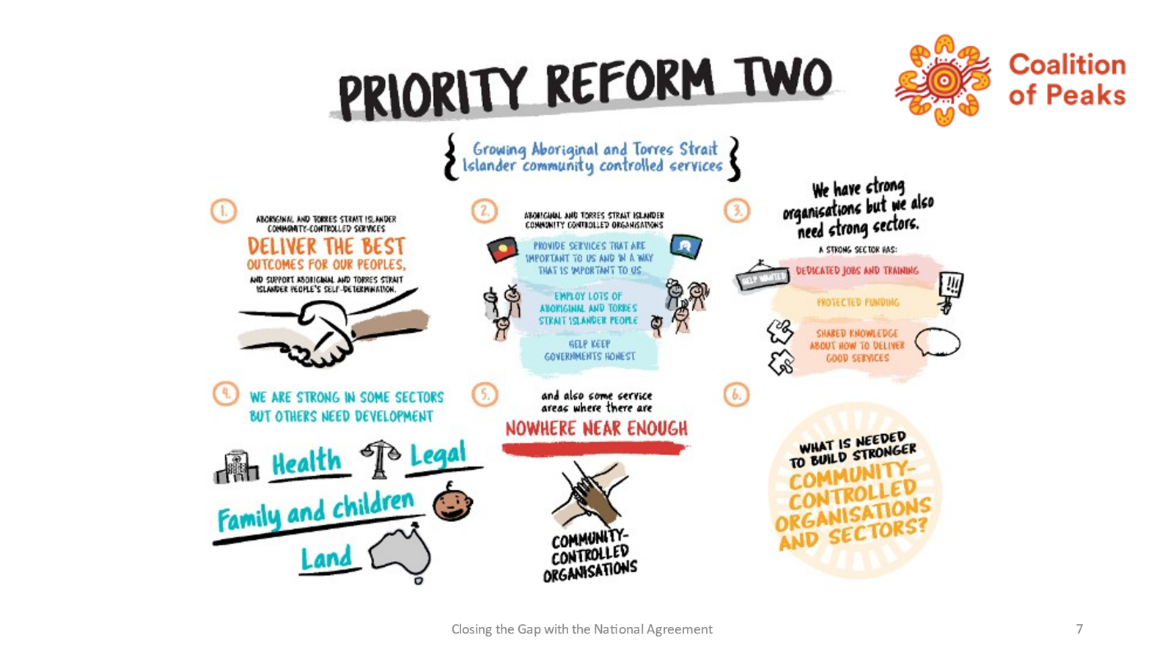 PRIORITY REFORM TWO
Coalition
of Peaks
Growing Aboriginal and Torres Strait
Islander community controlled services
1.
ABORIGINAL AND TORRES STRAIT ISLANDER
COMMUNITY-CONTROLLED SERVICES
DELIVER THE BEST
OUTCOMES FOR OUR PEOPLES,
AND SUPPORT ABORIGINAL AND TORRES STRAIT
ISLANDER PEOPLE'S SELF-DETERMINATION.
2.
ABORIGINAL AND TORRES STRAIT ISLANDER
COMMUNITY CONTROLLED ORGANISATIONS
PROVIDE SERVICES THAT ARE
IMPORTANT TO US AND IN A WAY
THAT IS IMPORTANT TO US
EMPLOY LOTS OF
ABORIGINAL AND TORRES
STRAIT ISLANDER PEOPLE
HELP KEEP
GOVERNMENTS HONEST
3.
We have strong
organisations but we also
need strong sectors.
A STRONG SECTOR HAS:
HELP WANTED
DEDICATED JOBS AND TRAINING
PROTECTED FUNDING
SHARED KNOWLEDGE
ABOUT HOW TO DELIVER
GOOD SERVICES
4.
WE ARE STRONG IN SOME SECTORS
BUT OTHERS NEED DEVELOPMENT
Health
Legal
Family and children
Land
5.
and also some service
areas where there are
NOWHERE NEAR ENOUGH
COMMUNITY-
CONTROLLED
ORGANISATIONS
6.
WHAT IS NEEDED
TO BUILD STRONGER
COMMUNITY-
CONTROLLED
ORGANISATIONS
AND SECTORS?
Closing the Gap with the National Agreement
7